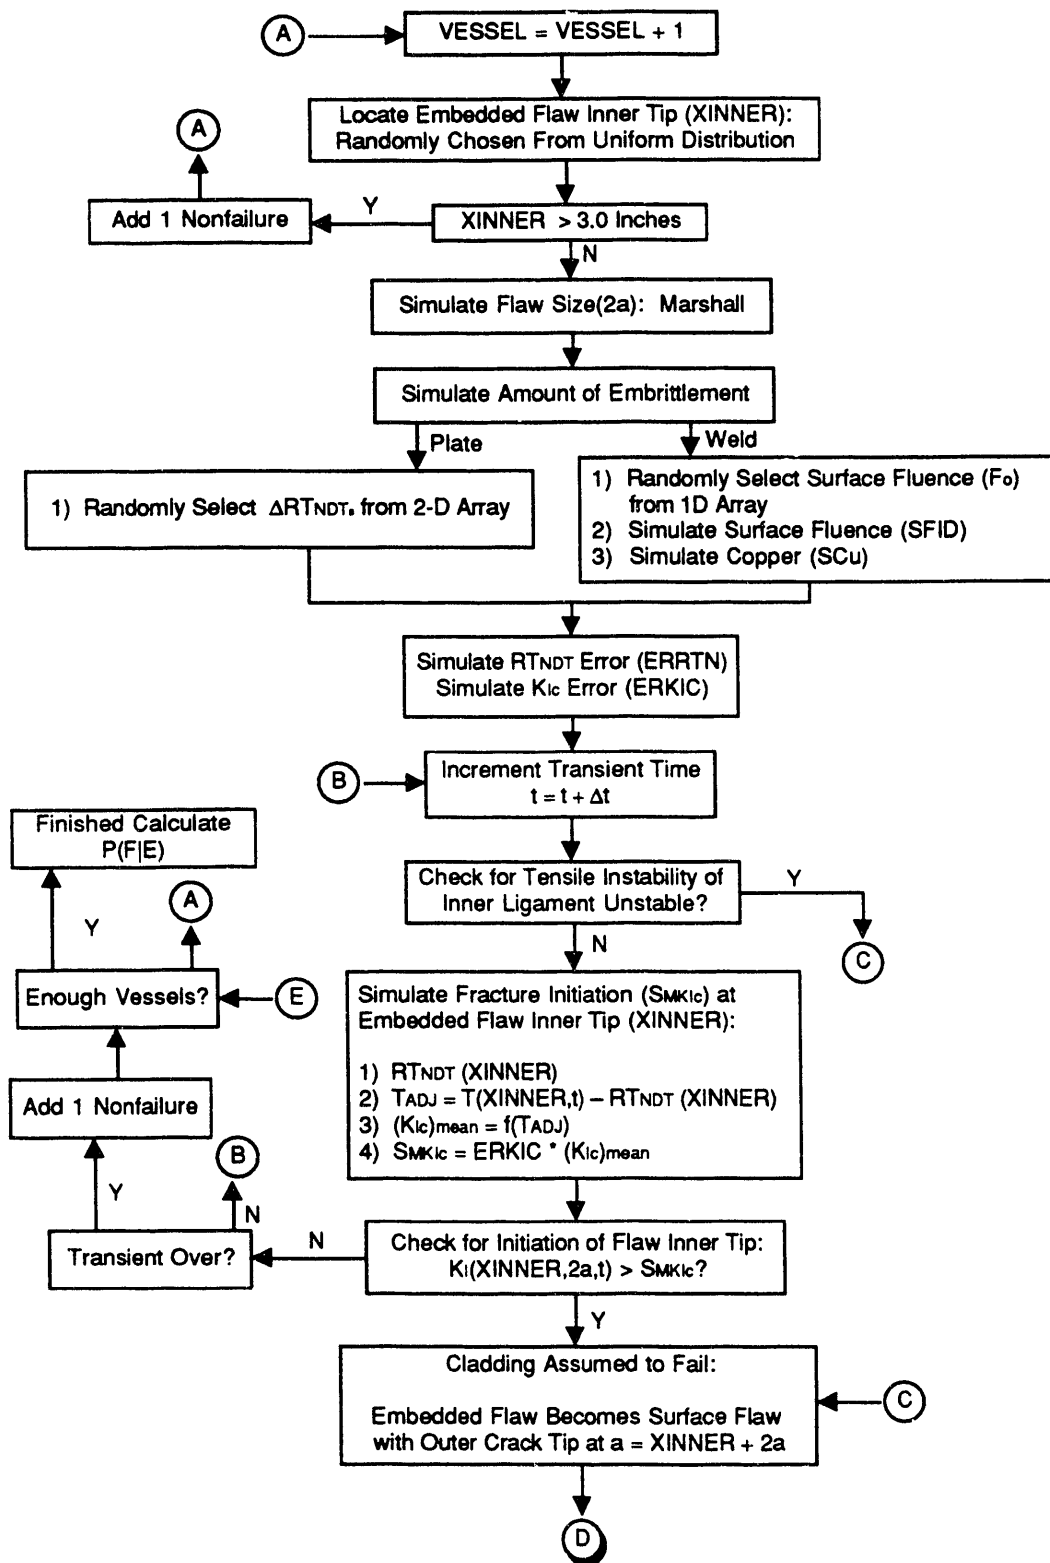 A
VESSEL = VESSEL + 1
Locate Embedded Flaw Inner Tip (XINNER):
Randomly Chosen From Uniform Distribution
A
Add 1 Nonfailure
Y
XINNER > 3.0 Inches
N
Simulate Flaw Size(2a): Marshall
Simulate Amount of Embrittlement
Plate
Weld
1) Randomly Select ΔRTNDT, from 2-D Array
1) Randomly Select Surface Fluence (Fo)
from 1D Array
2) Simulate Surface Fluence (SFID)
3) Simulate Copper (SCu)
Simulate RTNDT Error (ERRTN)
Simulate KIc Error (ERKIC)
B
Increment Transient Time
t = t + Δt
Finished Calculate
P(F|E)
Check for Tensile Instability of
Inner Ligament Unstable?
Y
C
N
Y
A
Enough Vessels?
E
Simulate Fracture Initiation (SMKIc) at
Embedded Flaw Inner Tip (XINNER):
1) RTNDT (XINNER)
2) TADJ = T(XINNER,t) – RTNDT (XINNER)
3) (KIc)mean = f(TADJ)
4) SMKIc = ERKIC * (KIc)mean
Add 1 Nonfailure
B
Y
N
Transient Over?
N
Check for Initiation of Flaw Inner Tip:
KI(XINNER,2a,t) > SMKIc?
Y
Cladding Assumed to Fail:
Embedded Flaw Becomes Surface Flaw
with Outer Crack Tip at a = XINNER + 2a
C
D